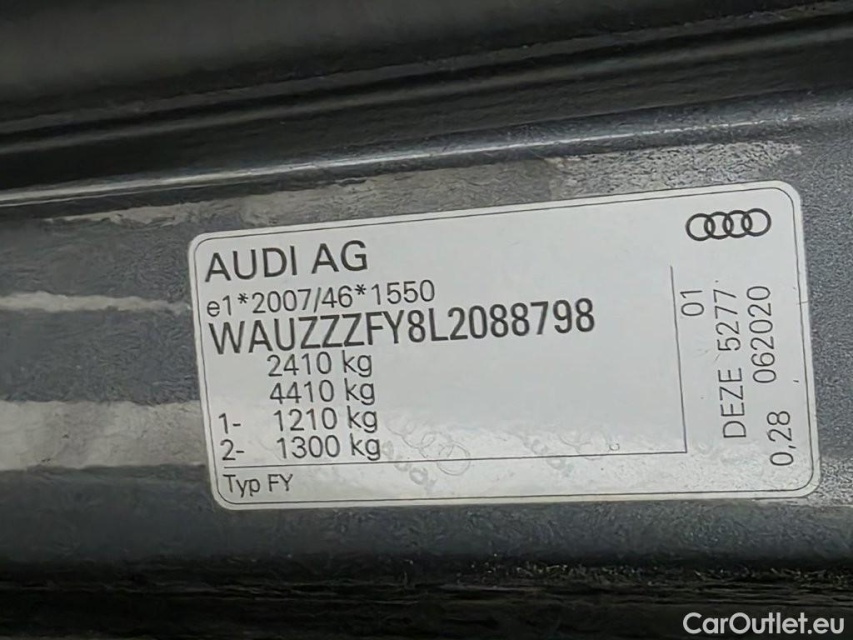 AUDI AG
e1*2007/46*1550
WAUZZZFY8L2088798
2410 kg
4410 kg
1- 1210 kg
2- 1300 kg
Typ FY
01
DEZE 5277
0,28 062020
CarOutlet.eu